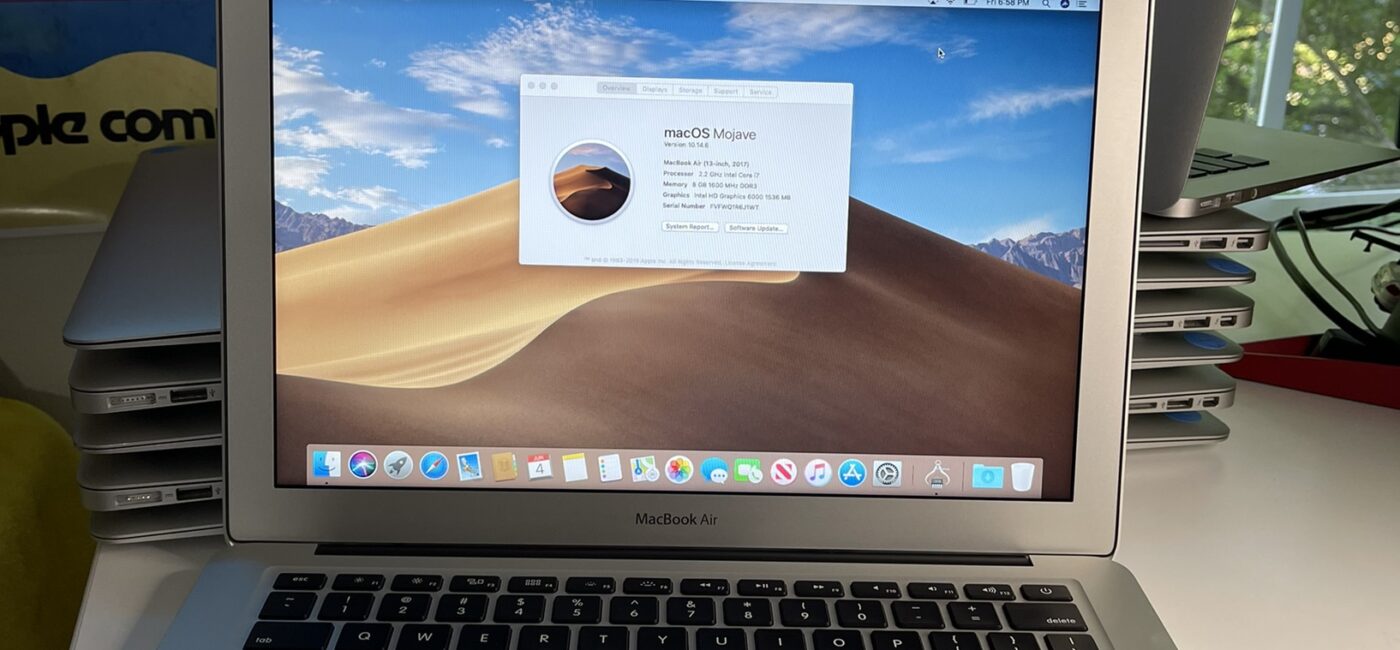 Fri 6:58 PM
ple com
Overview Displays Storage Support Service
macOS Mojave
Version 10.14.6
MacBook Air (13-inch, 2017)
Processor 2.2 GHz Intel Core i7
Memory 8 GB 1600 MHz DDR3
Graphics Intel HD Graphics 6000 1536 MB
Serial Number
System Report... Software Update...
™ and © 1983-2019 Apple Inc. All Rights Reserved. License Agreement
4
MacBook Air
esc F1 F2 F3 F4 F5 F6 F7 F8 F9 F10 F11 F12
~ ! 1 @ 2 # 3 $ 4 % 5 ^ 6 & 7 * 8 ( 9 ) 0 – - + = delete
tab Q W E R T Y U I O P { }